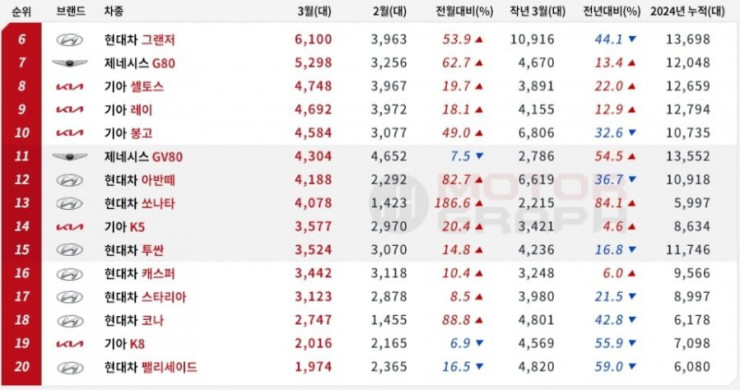 순위 브랜드 차종 3월(대) 2월(대) 전월대비(%) 작년 3월(대) 전년대비(%) 2024년 누적(대)
6 현대차 그랜저 6,100 3,963 53.9 ▲ 10,916 44.1 ▼ 13,698
7 제네시스 G80 5,298 3,256 62.7 ▲ 4,670 13.4 ▲ 12,048
8 KIA 기아 셀토스 4,748 3,967 19.7 ▲ 3,891 22.0 ▲ 12,659
9 KIA 기아 레이 4,692 3,972 18.1 ▲ 4,155 12.9 ▲ 12,794
10 KIA 기아 봉고 4,584 3,077 49.0 ▲ 6,806 32.6 ▼ 10,735
11 제네시스 GV80 4,304 4,652 7.5 ▼ 2,786 54.5 ▲ 13,552
12 현대차 아반떼 4,188 2,292 82.7 ▲ 6,619 36.7 ▼ 10,918
13 현대차 쏘나타 4,078 1,423 186.6 ▲ 2,215 84.1 ▲ 5,997
14 KIA 기아 K5 3,577 2,970 20.4 ▲ 3,421 4.6 ▲ 8,634
15 현대차 투싼 3,524 3,070 14.8 ▲ 4,236 16.8 ▼ 11,746
16 현대차 캐스퍼 3,442 3,118 10.4 ▲ 3,248 6.0 ▲ 9,566
17 현대차 스타리아 3,123 2,878 8.5 ▲ 3,980 21.5 ▼ 8,997
18 현대차 코나 2,747 1,455 88.8 ▲ 4,801 42.8 ▼ 6,178
19 KIA 기아 K8 2,016 2,165 6.9 ▼ 4,569 55.9 ▼ 7,098
20 현대차 팰리세이드 1,974 2,365 16.5 ▼ 4,820 59.0 ▼ 6,080
MOTOR
GRAPH